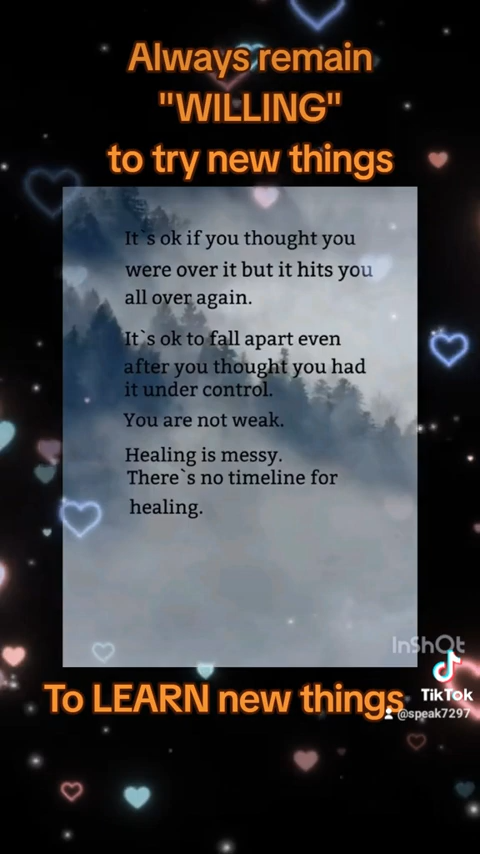 Always remain
"WILLING"
to try new things
It`s ok if you thought you
were over it but it hits you
all over again.
It`s ok to fall apart even
after you thought you had
it under control.
You are not weak.
Healing is messy.
There`s no timeline for
healing.
InShOt
TikTok
To LEARN new things
@speak7297